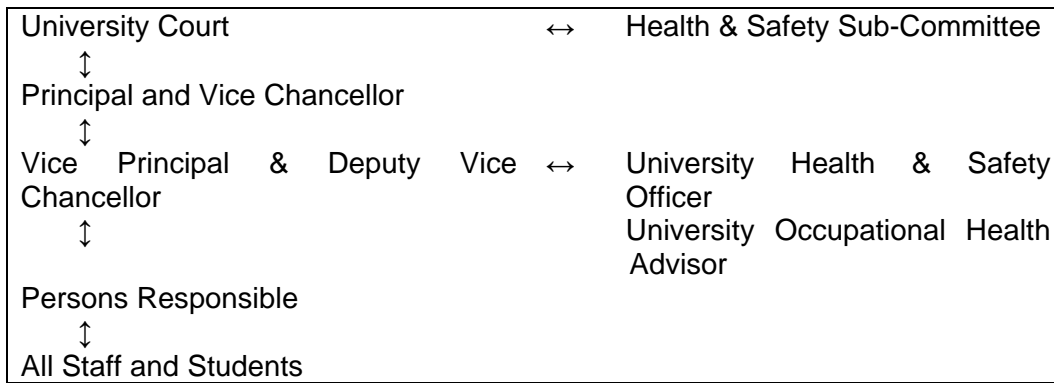 University Court ↔ Health & Safety Sub-Committee
↕
Principal and Vice Chancellor
↕
Vice Principal & Deputy Vice ↔ University Health & Safety
Chancellor Officer
↕ University Occupational Health
Advisor
Persons Responsible
↕
All Staff and Students